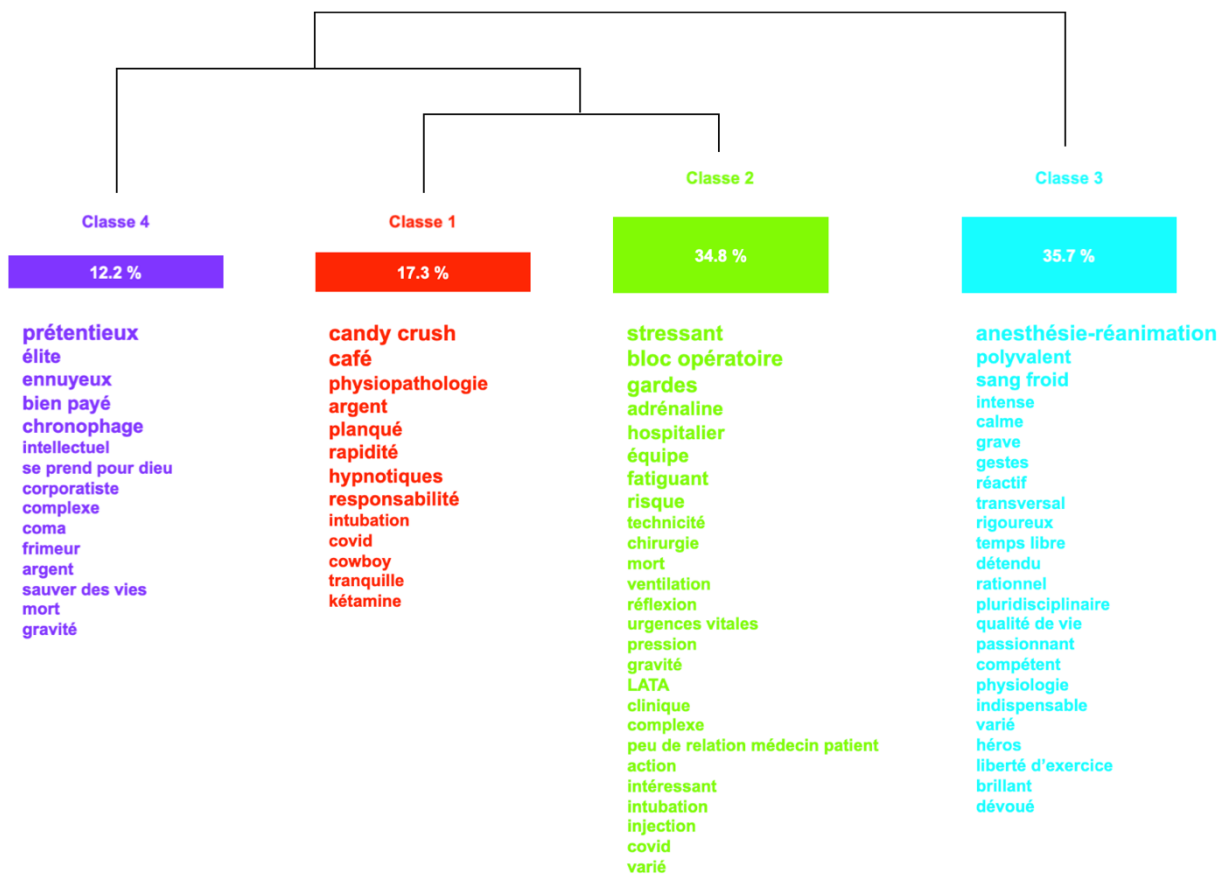 Classe 4
12.2 %
prétentieux
élite
ennuyeux
bien payé
chronophage
intellectuel
se prend pour dieu
corporatiste
complexe
coma
frimeur
argent
sauver des vies
mort
gravité
Classe 1
17.3 %
candy crush
café
physiopathologie
argent
planqué
rapidité
hypnotiques
responsabilité
intubation
covid
cowboy
tranquille
kétamine
Classe 2
34.8 %
stressant
bloc opératoire
gardes
adrénaline
hospitalier
équipe
fatiguant
risque
technicité
chirurgie
mort
ventilation
réflexion
urgences vitales
pression
gravité
LATA
clinique
complexe
peu de relation médecin patient
action
intéressant
intubation
injection
covid
varié
Classe 3
35.7 %
anesthésie-réanimation
polyvalent
sang froid
intense
calme
grave
gestes
réactif
transversal
rigoureux
temps libre
détendu
rationnel
pluridisciplinaire
qualité de vie
passionnant
compétent
physiologie
indispensable
varié
héros
liberté d'exercice
brillant
dévoué